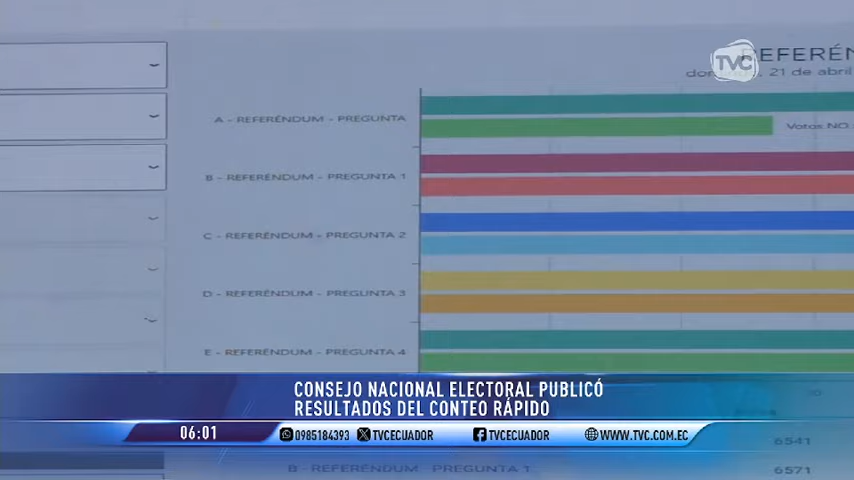 TVC
REFERÉN
21 de abril
A - REFERÉNDUM - PREGUNTA
Votos NO
B - REFERÉNDUM - PREGUNTA 1
C - REFERÉNDUM - PREGUNTA 2
D - REFERÉNDUM - PREGUNTA 3
E - REFERÉNDUM - PREGUNTA 4
CONSEJO NACIONAL ELECTORAL PUBLICÓ
RESULTADOS DEL CONTEO RÁPIDO
06:01
0985184393
TVCECUADOR
TVCECUADOR
WWW.TVC.COM.EC
6541
B - REFERÉNDUM - PREGUNTA 1
6571